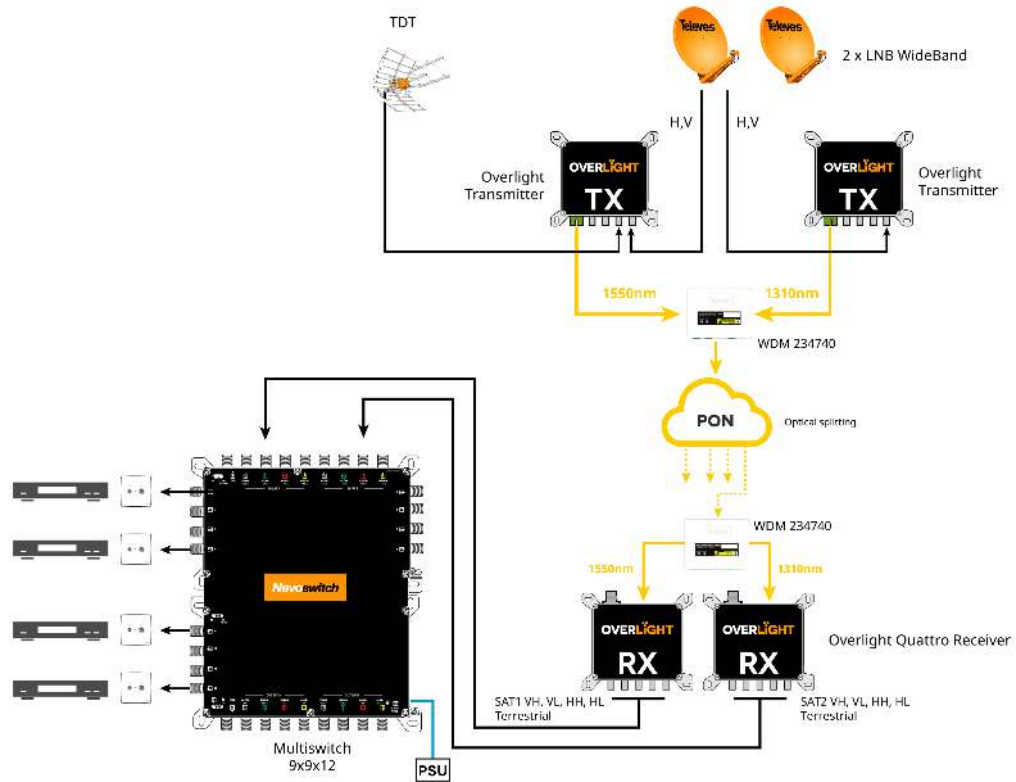 TDT
Televes
Televes
2 x LNB WideBand
H,V
H,V
Overlight
Transmitter
OVERLIGHT
TX
OVERLIGHT
TX
Overlight
Transmitter
1550nm
1310nm
WDM 234740
PON
Optical splitting
WDM 234740
1550nm
1310nm
Nevoswitch
OVERLIGHT
RX
OVERLIGHT
RX
Overlight Quattro Receiver
SAT1 VH, VL, HH, HL
Terrestrial
SAT2 VH, VL, HH, HL
Terrestrial
Multiswitch
9x9x12
PSU